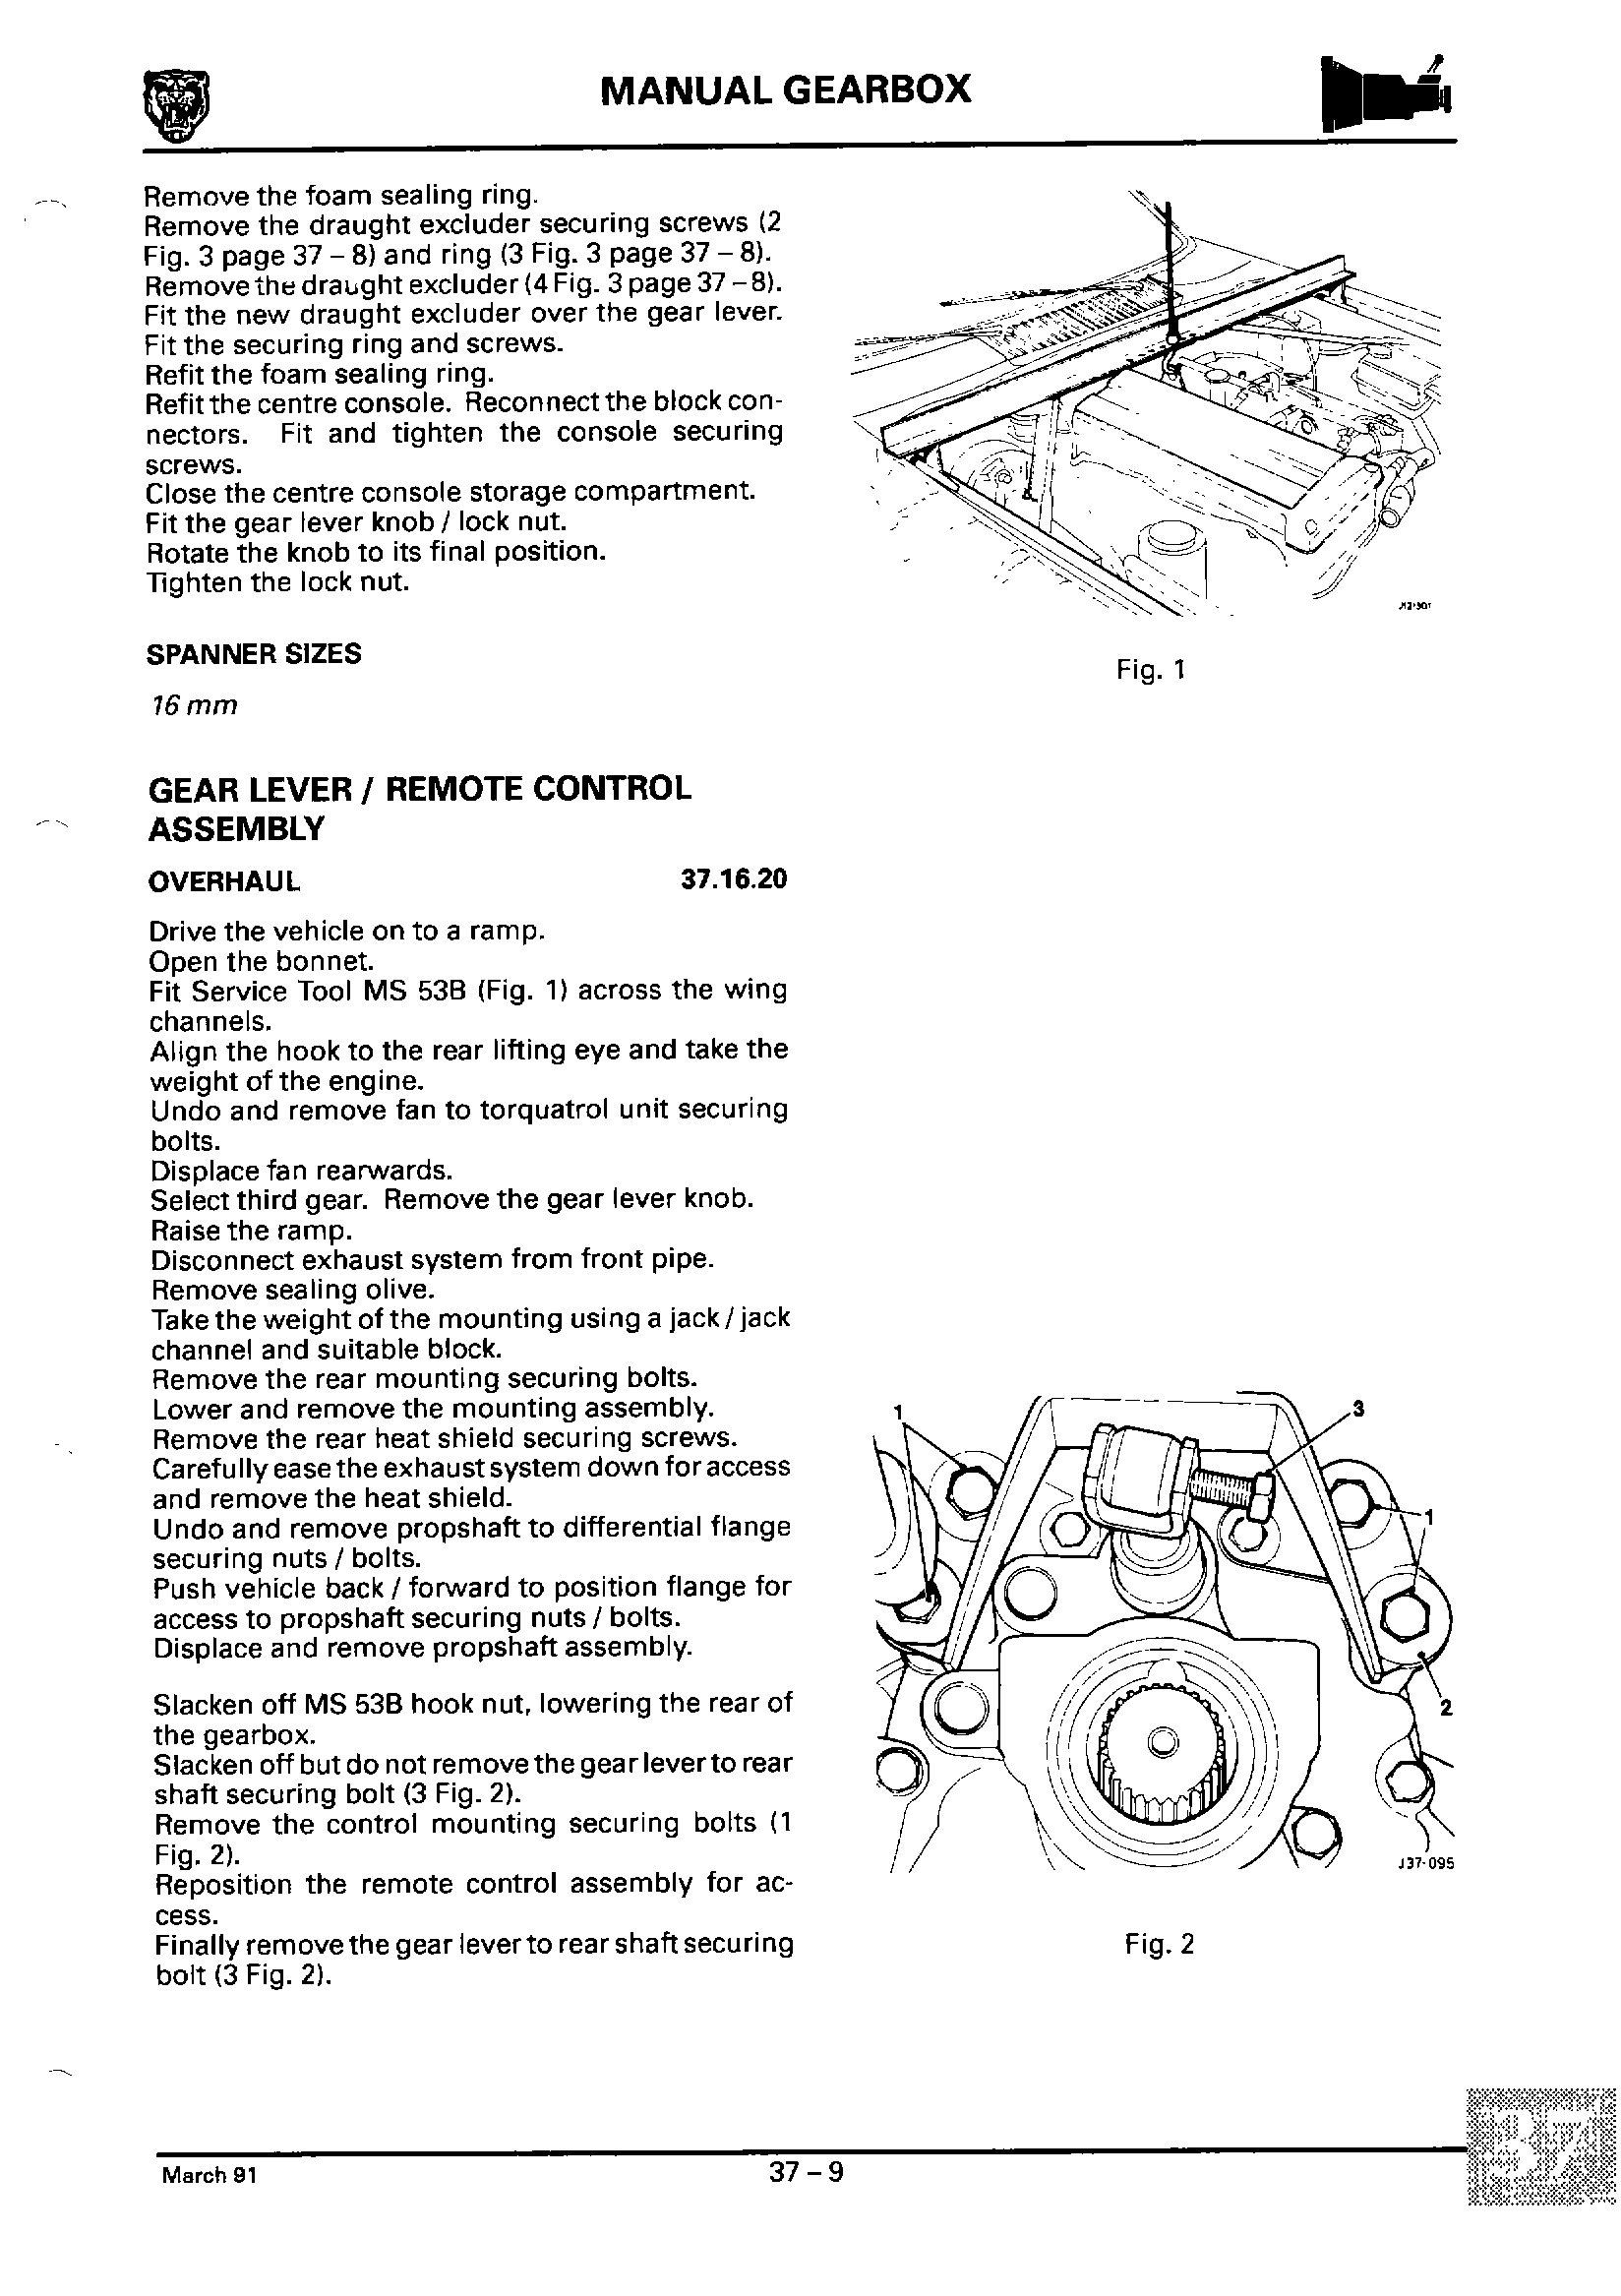 MANUAL GEARBOX
Remove the foam sealing ring.
Remove the draught excluder securing screws (2
Fig. 3 page 37 – 8) and ring (3 Fig. 3 page 37 – 8).
Remove the draught excluder (4 Fig. 3 page 37 – 8).
Fit the new draught excluder over the gear lever.
Fit the securing ring and screws.
Refit the foam sealing ring.
Refit the centre console. Reconnect the block con-
nectors. Fit and tighten the console securing
screws.
Close the centre console storage compartment.
Fit the gear lever knob / lock nut.
Rotate the knob to its final position.
Tighten the lock nut.
SPANNER SIZES
16 mm
GEAR LEVER / REMOTE CONTROL
ASSEMBLY
OVERHAUL 37.16.20
Drive the vehicle on to a ramp.
Open the bonnet.
Fit Service Tool MS 53B (Fig. 1) across the wing
channels.
Align the hook to the rear lifting eye and take the
weight of the engine.
Undo and remove fan to torquatrol unit securing
bolts.
Displace fan rearwards.
Select third gear. Remove the gear lever knob.
Raise the ramp.
Disconnect exhaust system from front pipe.
Remove sealing olive.
Take the weight of the mounting using a jack / jack
channel and suitable block.
Remove the rear mounting securing bolts.
Lower and remove the mounting assembly.
Remove the rear heat shield securing screws.
Carefully ease the exhaust system down for access
and remove the heat shield.
Undo and remove propshaft to differential flange
securing nuts / bolts.
Push vehicle back / forward to position flange for
access to propshaft securing nuts / bolts.
Displace and remove propshaft assembly.
Slacken off MS 53B hook nut, lowering the rear of
the gearbox.
Slacken off but do not remove the gear lever to rear
shaft securing bolt (3 Fig. 2).
Remove the control mounting securing bolts (1
Fig. 2).
Reposition the remote control assembly for ac-
cess.
Finally remove the gear lever to rear shaft securing
bolt (3 Fig. 2).
J12-301
Fig. 1
1
3
1
2
J37-095
Fig. 2
March 91
37 – 9
37